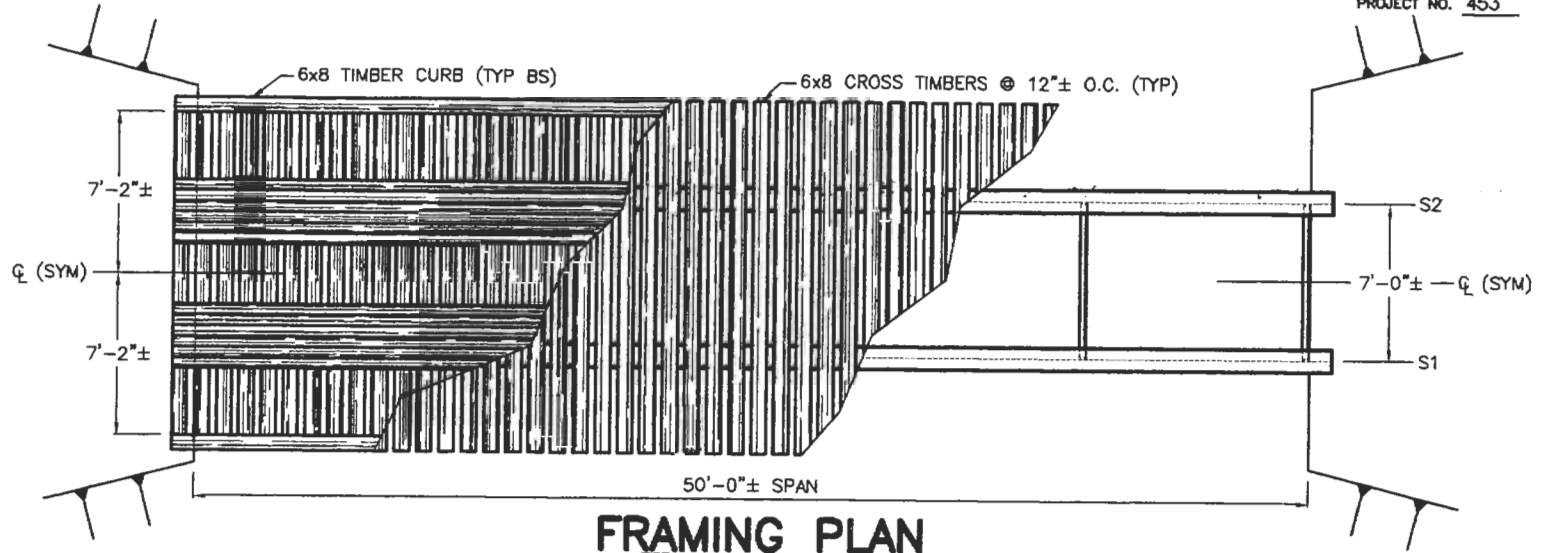 PROJECT NO. 453
6x8 TIMBER CURB (TYP BS)
6x8 CROSS TIMBERS @ 12"± O.C. (TYP)
7'-2"±
S2
℄ (SYM)
7'-0"±
℄ (SYM)
7'-2"±
S1
50'-0"± SPAN
FRAMING PLAN